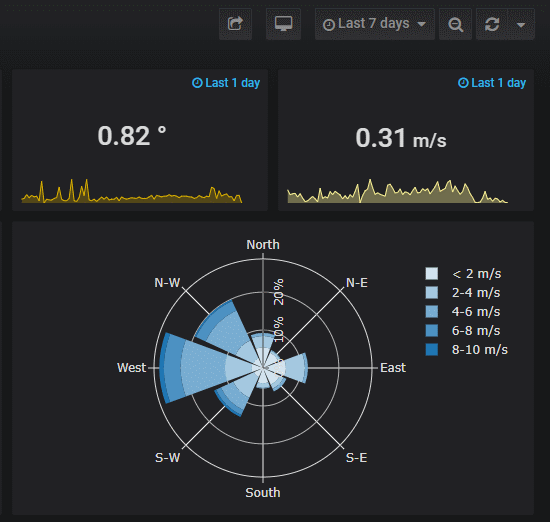 Last 7 days
Last 1 day
0.82 °
Last 1 day
0.31 m/s
North
N-W
N-E
20%
10%
West
East
S-W
S-E
South
< 2 m/s
2-4 m/s
4-6 m/s
6-8 m/s
8-10 m/s